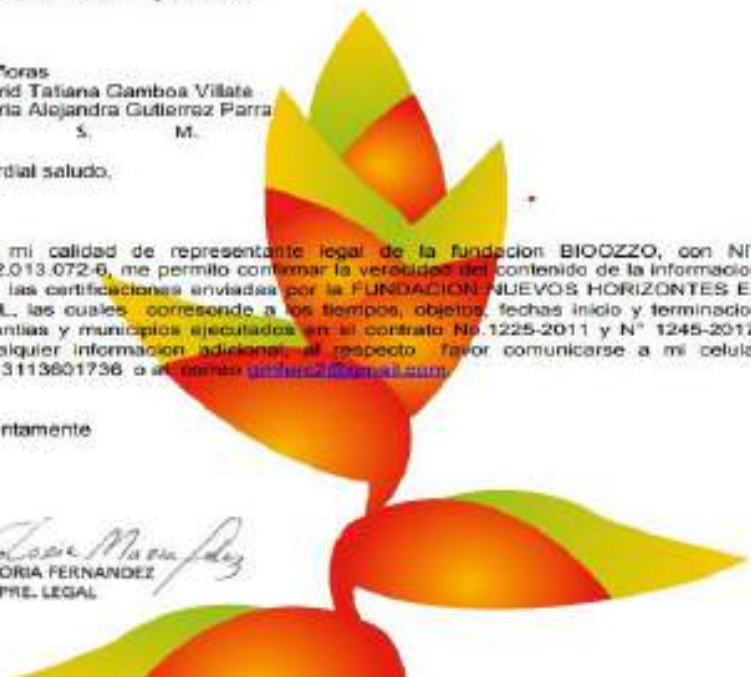 oras
rid Tatiana Gamboa Villate
ria Alejandra Gutierrez Parra
S. M.
rdial saludo,
mi calidad de representante legal de la fundacion BIOOZZO, con NI
2.013.072-6, me permito confirmar la veracidad del contenido de la informacio
las certificaciones enviadas por la FUNDACION NUEVOS HORIZONTES E
L, las cuales corresponde a los tiempos, objetos, fechas inicio y terminacio
antias y municipios ejecutados en el contrato No.1225-2011 y N° 1245-2012
alquier informacion adicional, al respecto favor comunicarse a mi celula
3113601736 o al correo
ntamente
ORIA FERNANDEZ
PRE. LEGAL